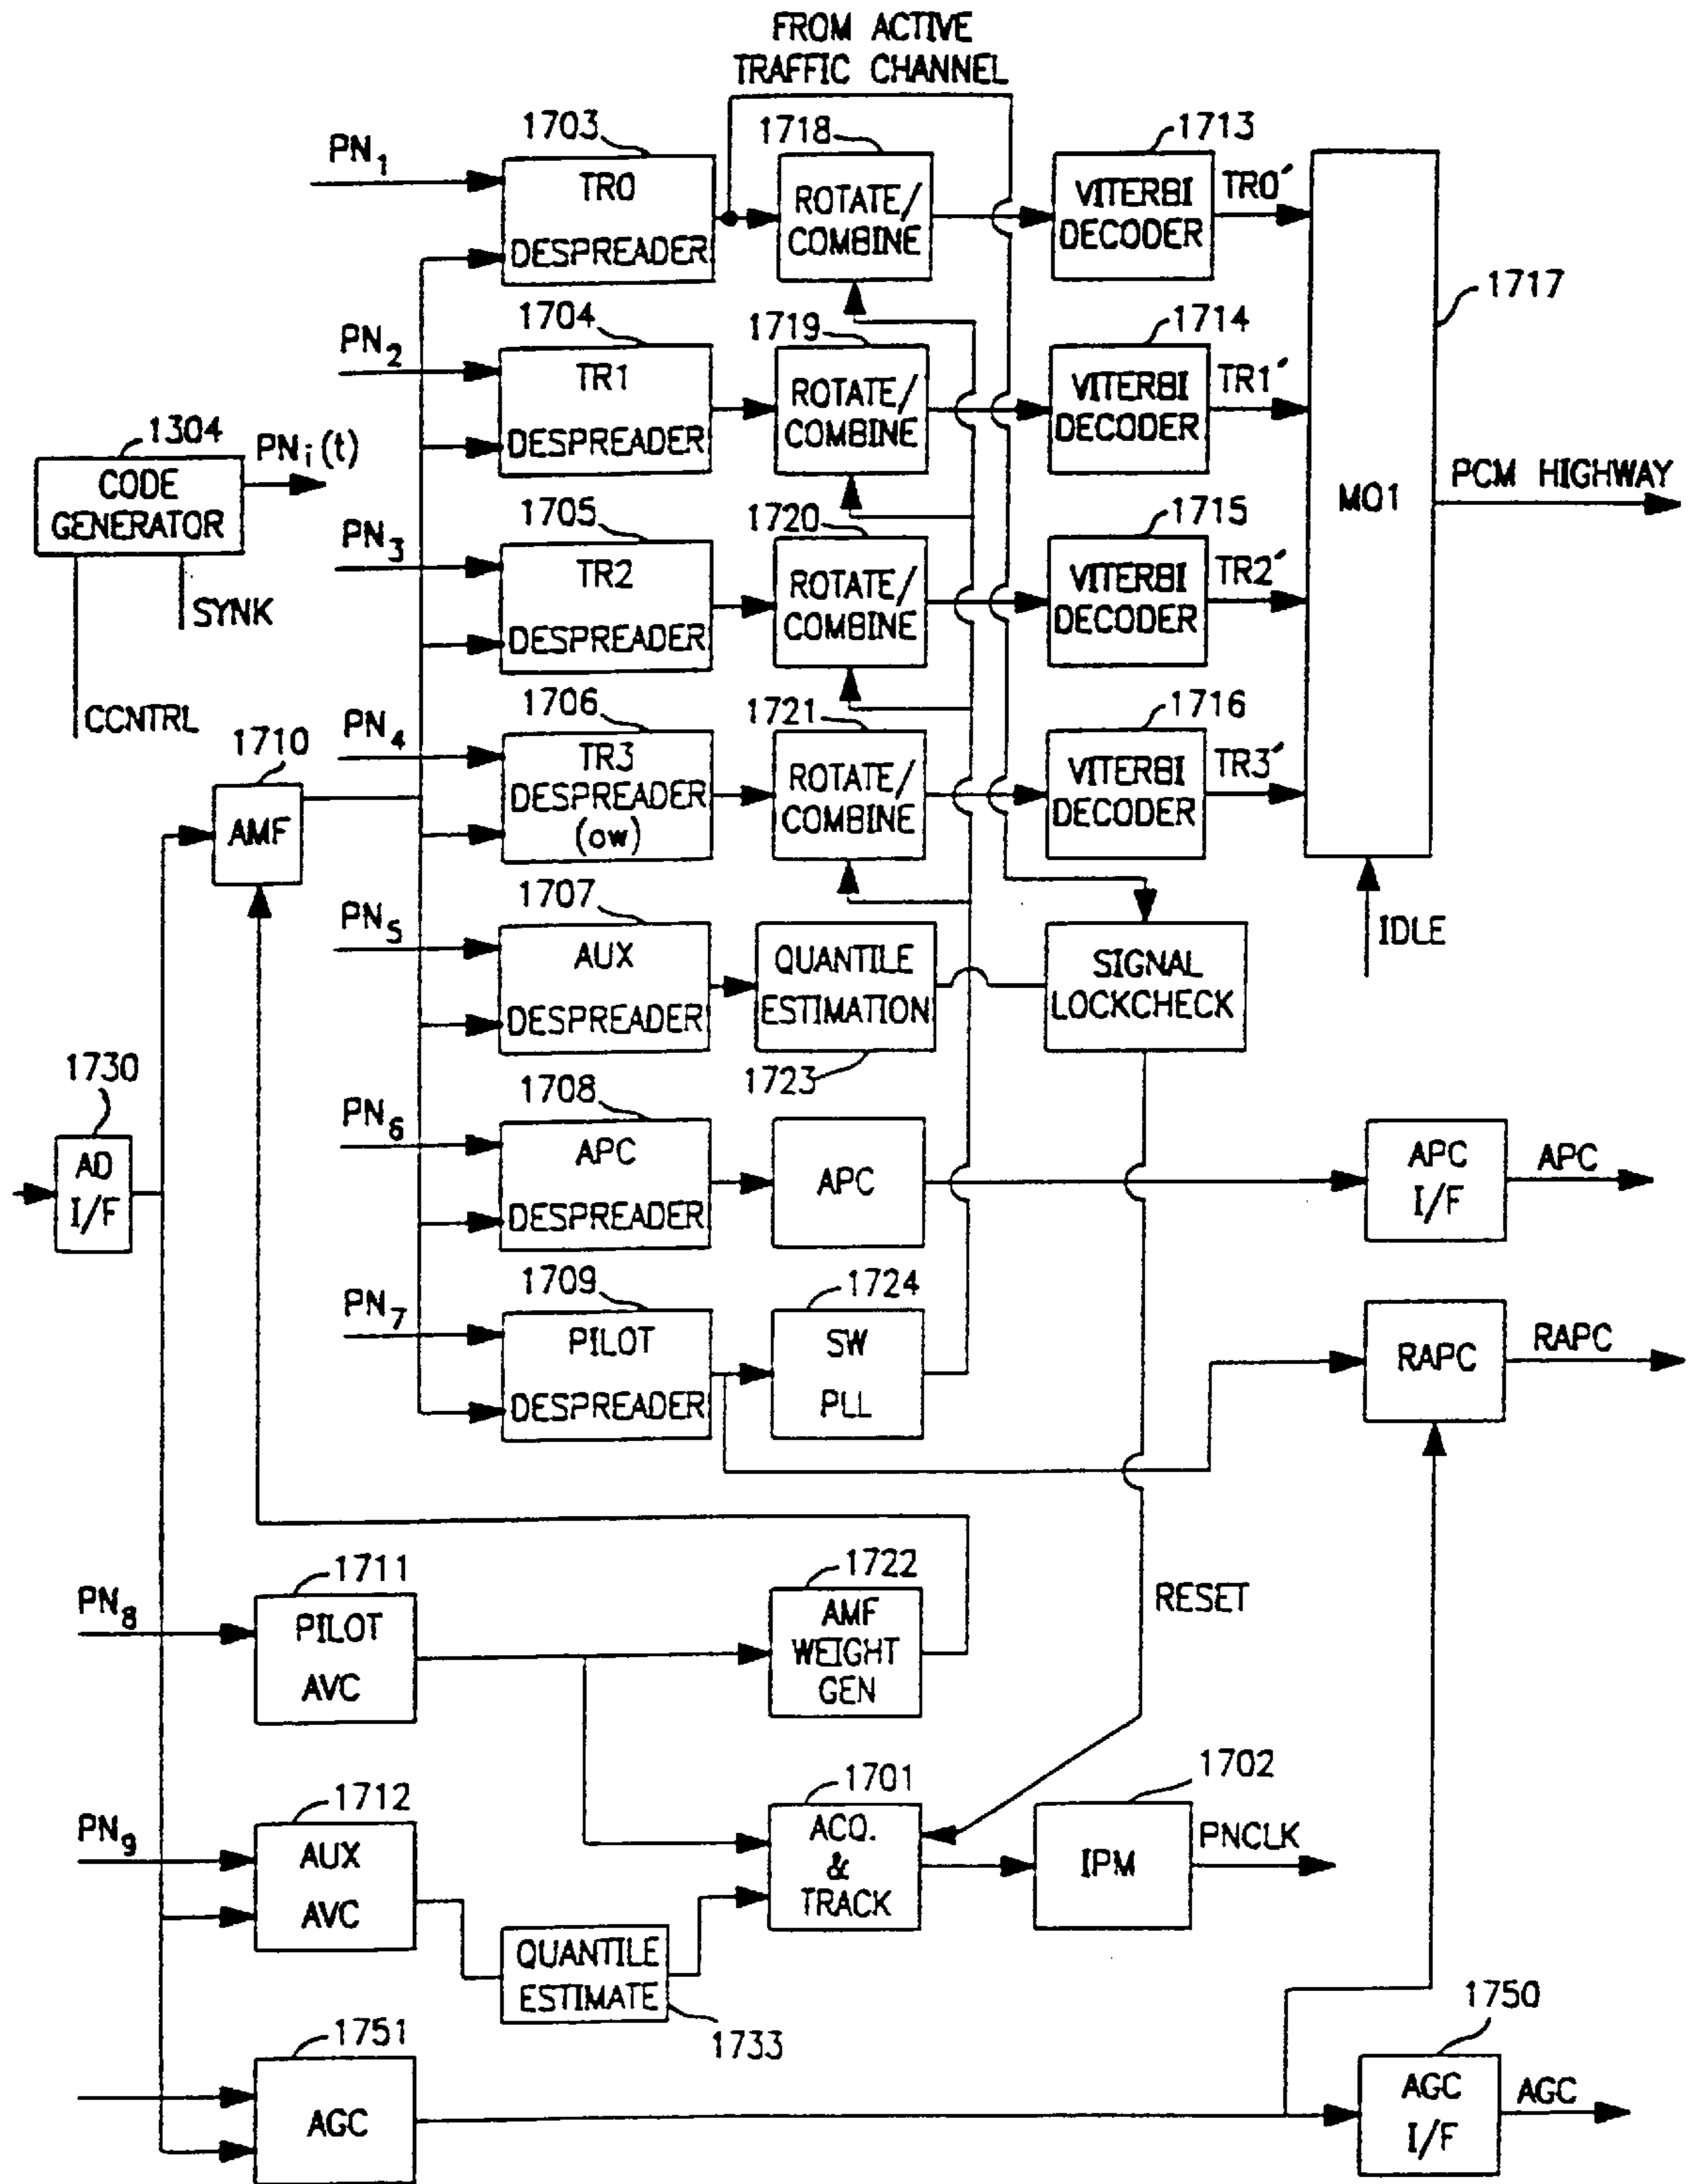 FROM ACTIVE
TRAFFIC CHANNEL
PN1
1703
TR0
DESPREADER
1718
ROTATE/
COMBINE
1713
VITERBI
DECODER
TR0′
PN2
1704
TR1
DESPREADER
1719
ROTATE/
COMBINE
1714
VITERBI
DECODER
TR1′
1717
MO1
PCM HIGHWAY
1304
CODE
GENERATOR
PNi(t)
SYNK
CCNTRL
PN3
1705
TR2
DESPREADER
1720
ROTATE/
COMBINE
1715
VITERBI
DECODER
TR2′
PN4
1706
TR3
DESPREADER
(ow)
1721
ROTATE/
COMBINE
1716
VITERBI
DECODER
TR3′
IDLE
1710
AMF
PN5
1707
AUX
DESPREADER
QUANTILE
ESTIMATION
1723
SIGNAL
LOCKCHECK
1730
AD
I/F
PN6
1708
APC
DESPREADER
APC
APC
I/F
APC
PN7
1709
PILOT
DESPREADER
1724
SW
PLL
RAPC
RAPC
PN8
1711
PILOT
AVC
1722
AMF
WEIGHT
GEN
RESET
PN9
1712
AUX
AVC
QUANTILE
ESTIMATE
1733
1701
ACQ.
&
TRACK
1702
IPM
PNCLK
1751
AGC
1750
AGC
I/F
AGC